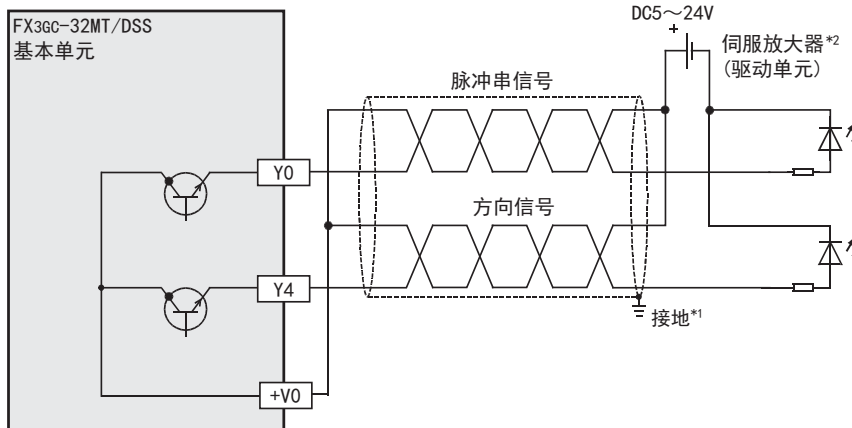 FX3GC-32MT/DSS
基本单元
DC5～24V
+
伺服放大器*2
(驱动单元)
脉冲串信号
Y0
方向信号
Y4
接地*1
+V0